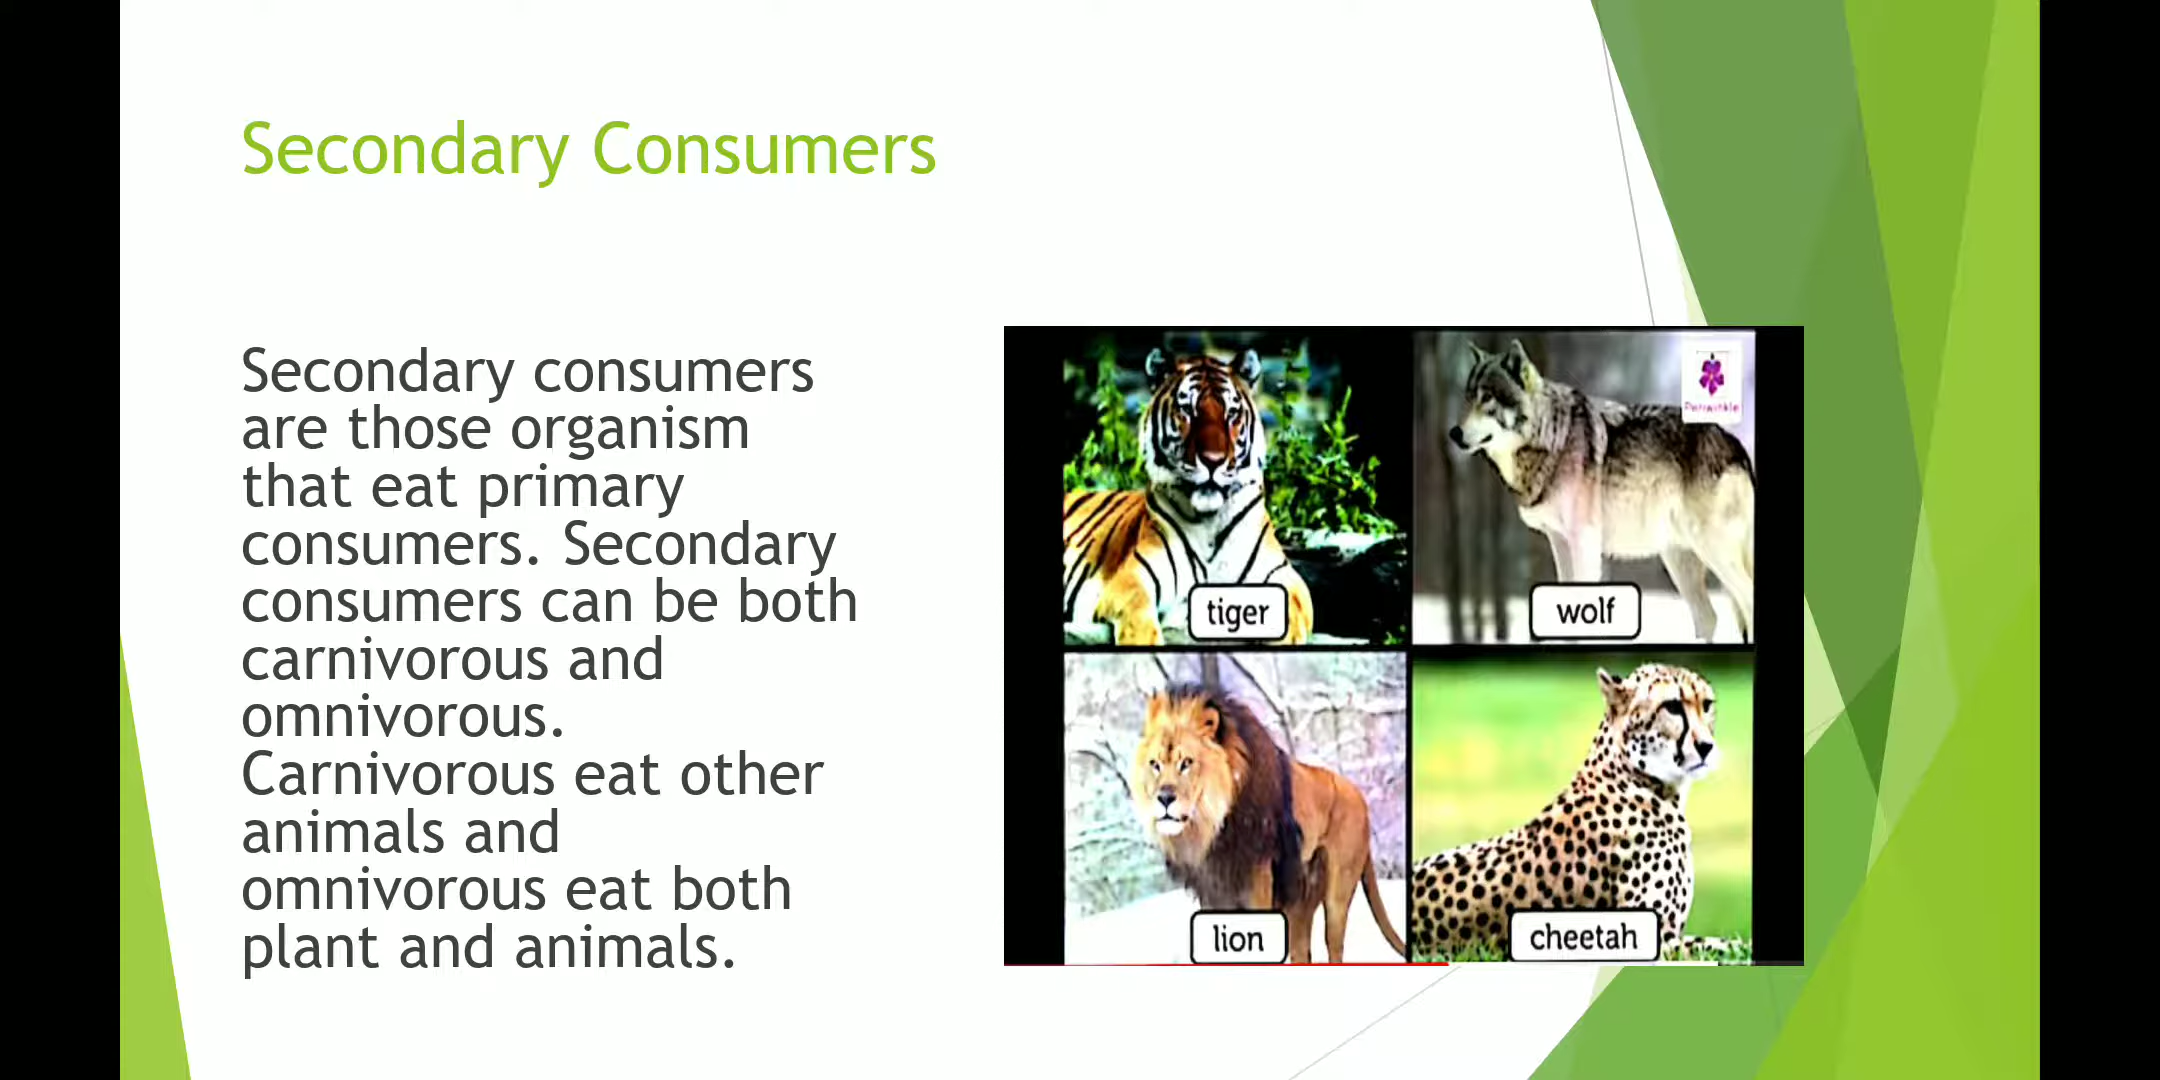 Secondary Consumers
Secondary consumers
are those organism
that eat primary
consumers. Secondary
consumers can be both
carnivorous and
omnivorous.
Carnivorous eat other
animals and
omnivorous eat both
plant and animals.
Periwinkle
tiger
wolf
lion
cheetah